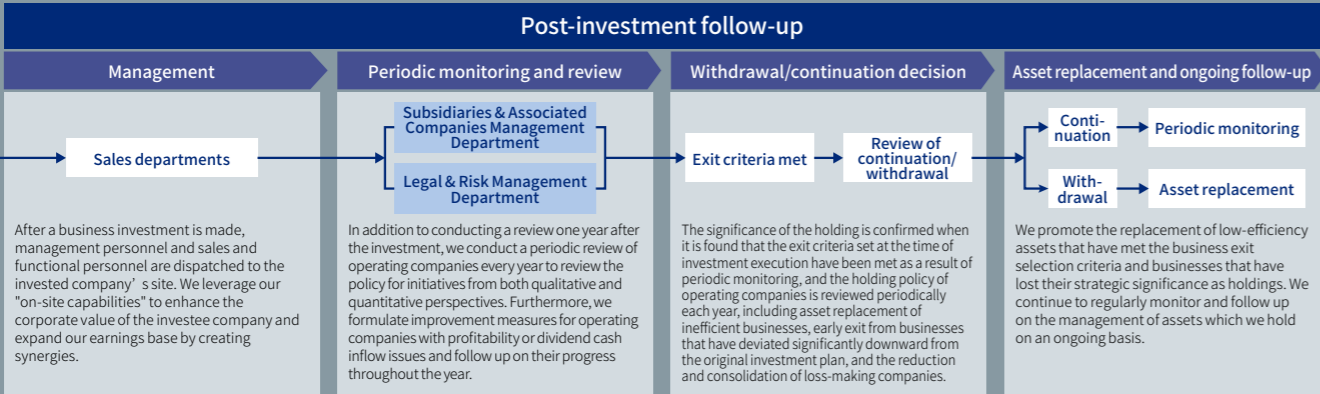 Post-investment follow-up
Management
Periodic monitoring and review
Withdrawal/continuation decision
Asset replacement and ongoing follow-up
Sales departments
Subsidiaries & Associated
Companies Management
Department
Legal & Risk Management
Department
Exit criteria met
Review of
continuation/
withdrawal
Conti-
nuation
Periodic monitoring
With-
drawal
Asset replacement
After a business investment is made,
management personnel and sales and
functional personnel are dispatched to the
invested company’s site. We leverage our
"on-site capabilities" to enhance the
corporate value of the investee company and
expand our earnings base by creating
synergies.
In addition to conducting a review one year after
the investment, we conduct a periodic review of
operating companies every year to review the
policy for initiatives from both qualitative and
quantitative perspectives. Furthermore, we
formulate improvement measures for operating
companies with profitability or dividend cash
inflow issues and follow up on their progress
throughout the year.
The significance of the holding is confirmed when
it is found that the exit criteria set at the time of
investment execution have been met as a result of
periodic monitoring, and the holding policy of
operating companies is reviewed periodically
each year, including asset replacement of
inefficient businesses, early exit from businesses
that have deviated significantly downward from
the original investment plan, and the reduction
and consolidation of loss-making companies.
We promote the replacement of low-efficiency
assets that have met the business exit
selection criteria and businesses that have
lost their strategic significance as holdings. We
continue to regularly monitor and follow up
on the management of assets which we hold
on an ongoing basis.